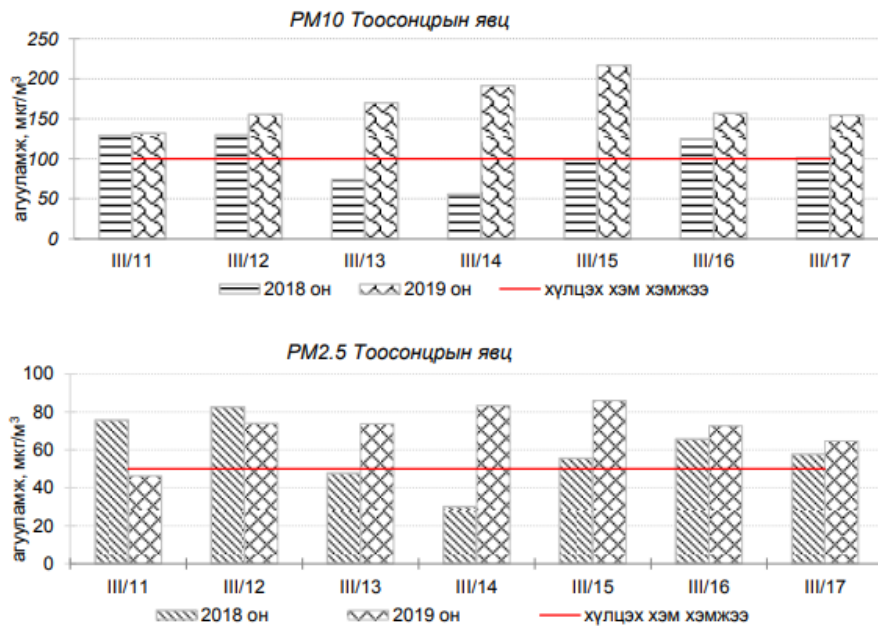 PM10 Тоосонцрын явц
агууламж, мкг/м³
250
200
150
100
50
0
III/11 III/12 III/13 III/14 III/15 III/16 III/17
2018 он 2019 он хүлцэх хэм хэмжээ
PM2.5 Тоосонцрын явц
агууламж, мкг/м³
100
80
60
40
20
0
III/11 III/12 III/13 III/14 III/15 III/16 III/17
2018 он 2019 он хүлцэх хэм хэмжээ